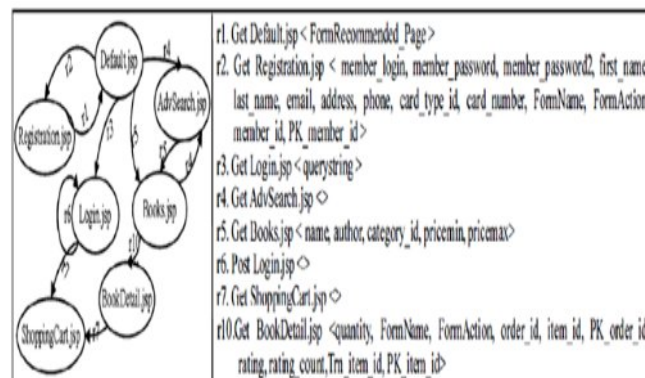 r4
r2
Default.jsp
AdvSearch.jsp
r1
Registration.jsp
r3
r5
r4
r6
Login.jsp
Books.jsp
r10
BookDetail.jsp
ShoppingCart.jsp
r1. Get Default.jsp < FormRecommended_Page>
r2. Get Registration.jsp < member_login, member_password, member_password2, first_name
last_name, email, address, phone, card_type_id, card_number, FormName, FormAction
member_id, PK_member_id>
r3. Get Login.jsp <querystring>
r4. Get AdvSearch.jsp <>
r5. Get Books.jsp < name, author, category_id, pricemin, pricemax>
r6. Post Login.jsp <>
r7. Get ShoppingCart.jsp <>
r10.Get BookDetail.jsp <quantity, FormName, FormAction, order_id, item_id, PK_order_id
rating, rating_count,Trn_item_id, PK_item_id>